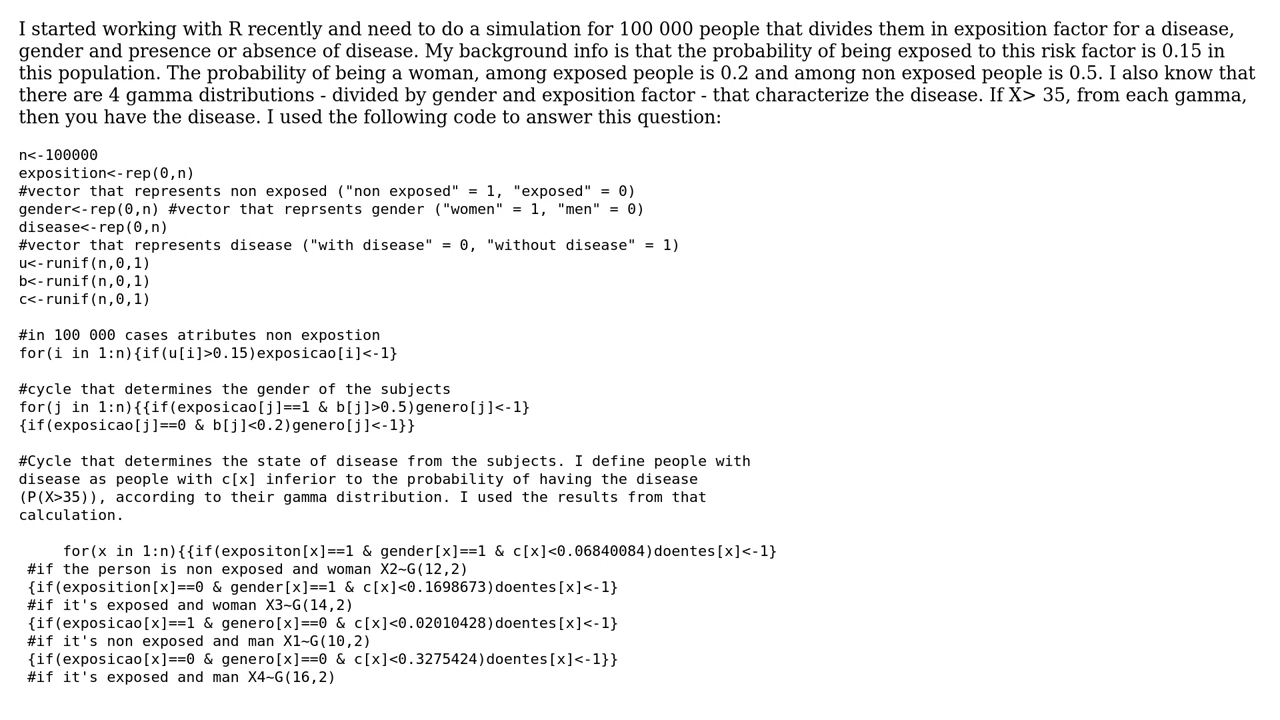 I started working with R recently and need to do a simulation for 100 000 people that divides them in exposition factor for a disease,
gender and presence or absence of disease. My background info is that the probability of being exposed to this risk factor is 0.15 in
this population. The probability of being a woman, among exposed people is 0.2 and among non exposed people is 0.5. I also know that
there are 4 gamma distributions - divided by gender and exposition factor - that characterize the disease. If X> 35, from each gamma,
then you have the disease. I used the following code to answer this question:
n<-100000
exposition<-rep(0,n)
#vector that represents non exposed ("non exposed" = 1, "exposed" = 0)
gender<-rep(0,n) #vector that reprsents gender ("women" = 1, "men" = 0)
disease<-rep(0,n)
#vector that represents disease ("with disease" = 0, "without disease" = 1)
u<-runif(n,0,1)
b<-runif(n,0,1)
c<-runif(n,0,1)
#in 100 000 cases atributes non expostion
for(i in 1:n){if(u[i]>0.15)exposicao[i]<-1}
#cycle that determines the gender of the subjects
for(j in 1:n){{if(exposicao[j]==1 & b[j]>0.5)genero[j]<-1}
{if(exposicao[j]==0 & b[j]<0.2)genero[j]<-1}}
#Cycle that determines the state of disease from the subjects. I define people with
disease as people with c[x] inferior to the probability of having the disease
(P(X>35)), according to their gamma distribution. I used the results from that
calculation.
for(x in 1:n){{if(expositon[x]==1 & gender[x]==1 & c[x]<0.06840084)doentes[x]<-1}
#if the person is non exposed and woman X2~G(12,2)
{if(exposition[x]==0 & gender[x]==1 & c[x]<0.1698673)doentes[x]<-1}
#if it's exposed and woman X3~G(14,2)
{if(exposicao[x]==1 & genero[x]==0 & c[x]<0.02010428)doentes[x]<-1}
#if it's non exposed and man X1~G(10,2)
{if(exposicao[x]==0 & genero[x]==0 & c[x]<0.3275424)doentes[x]<-1}}
#if it's exposed and man X4~G(16,2)